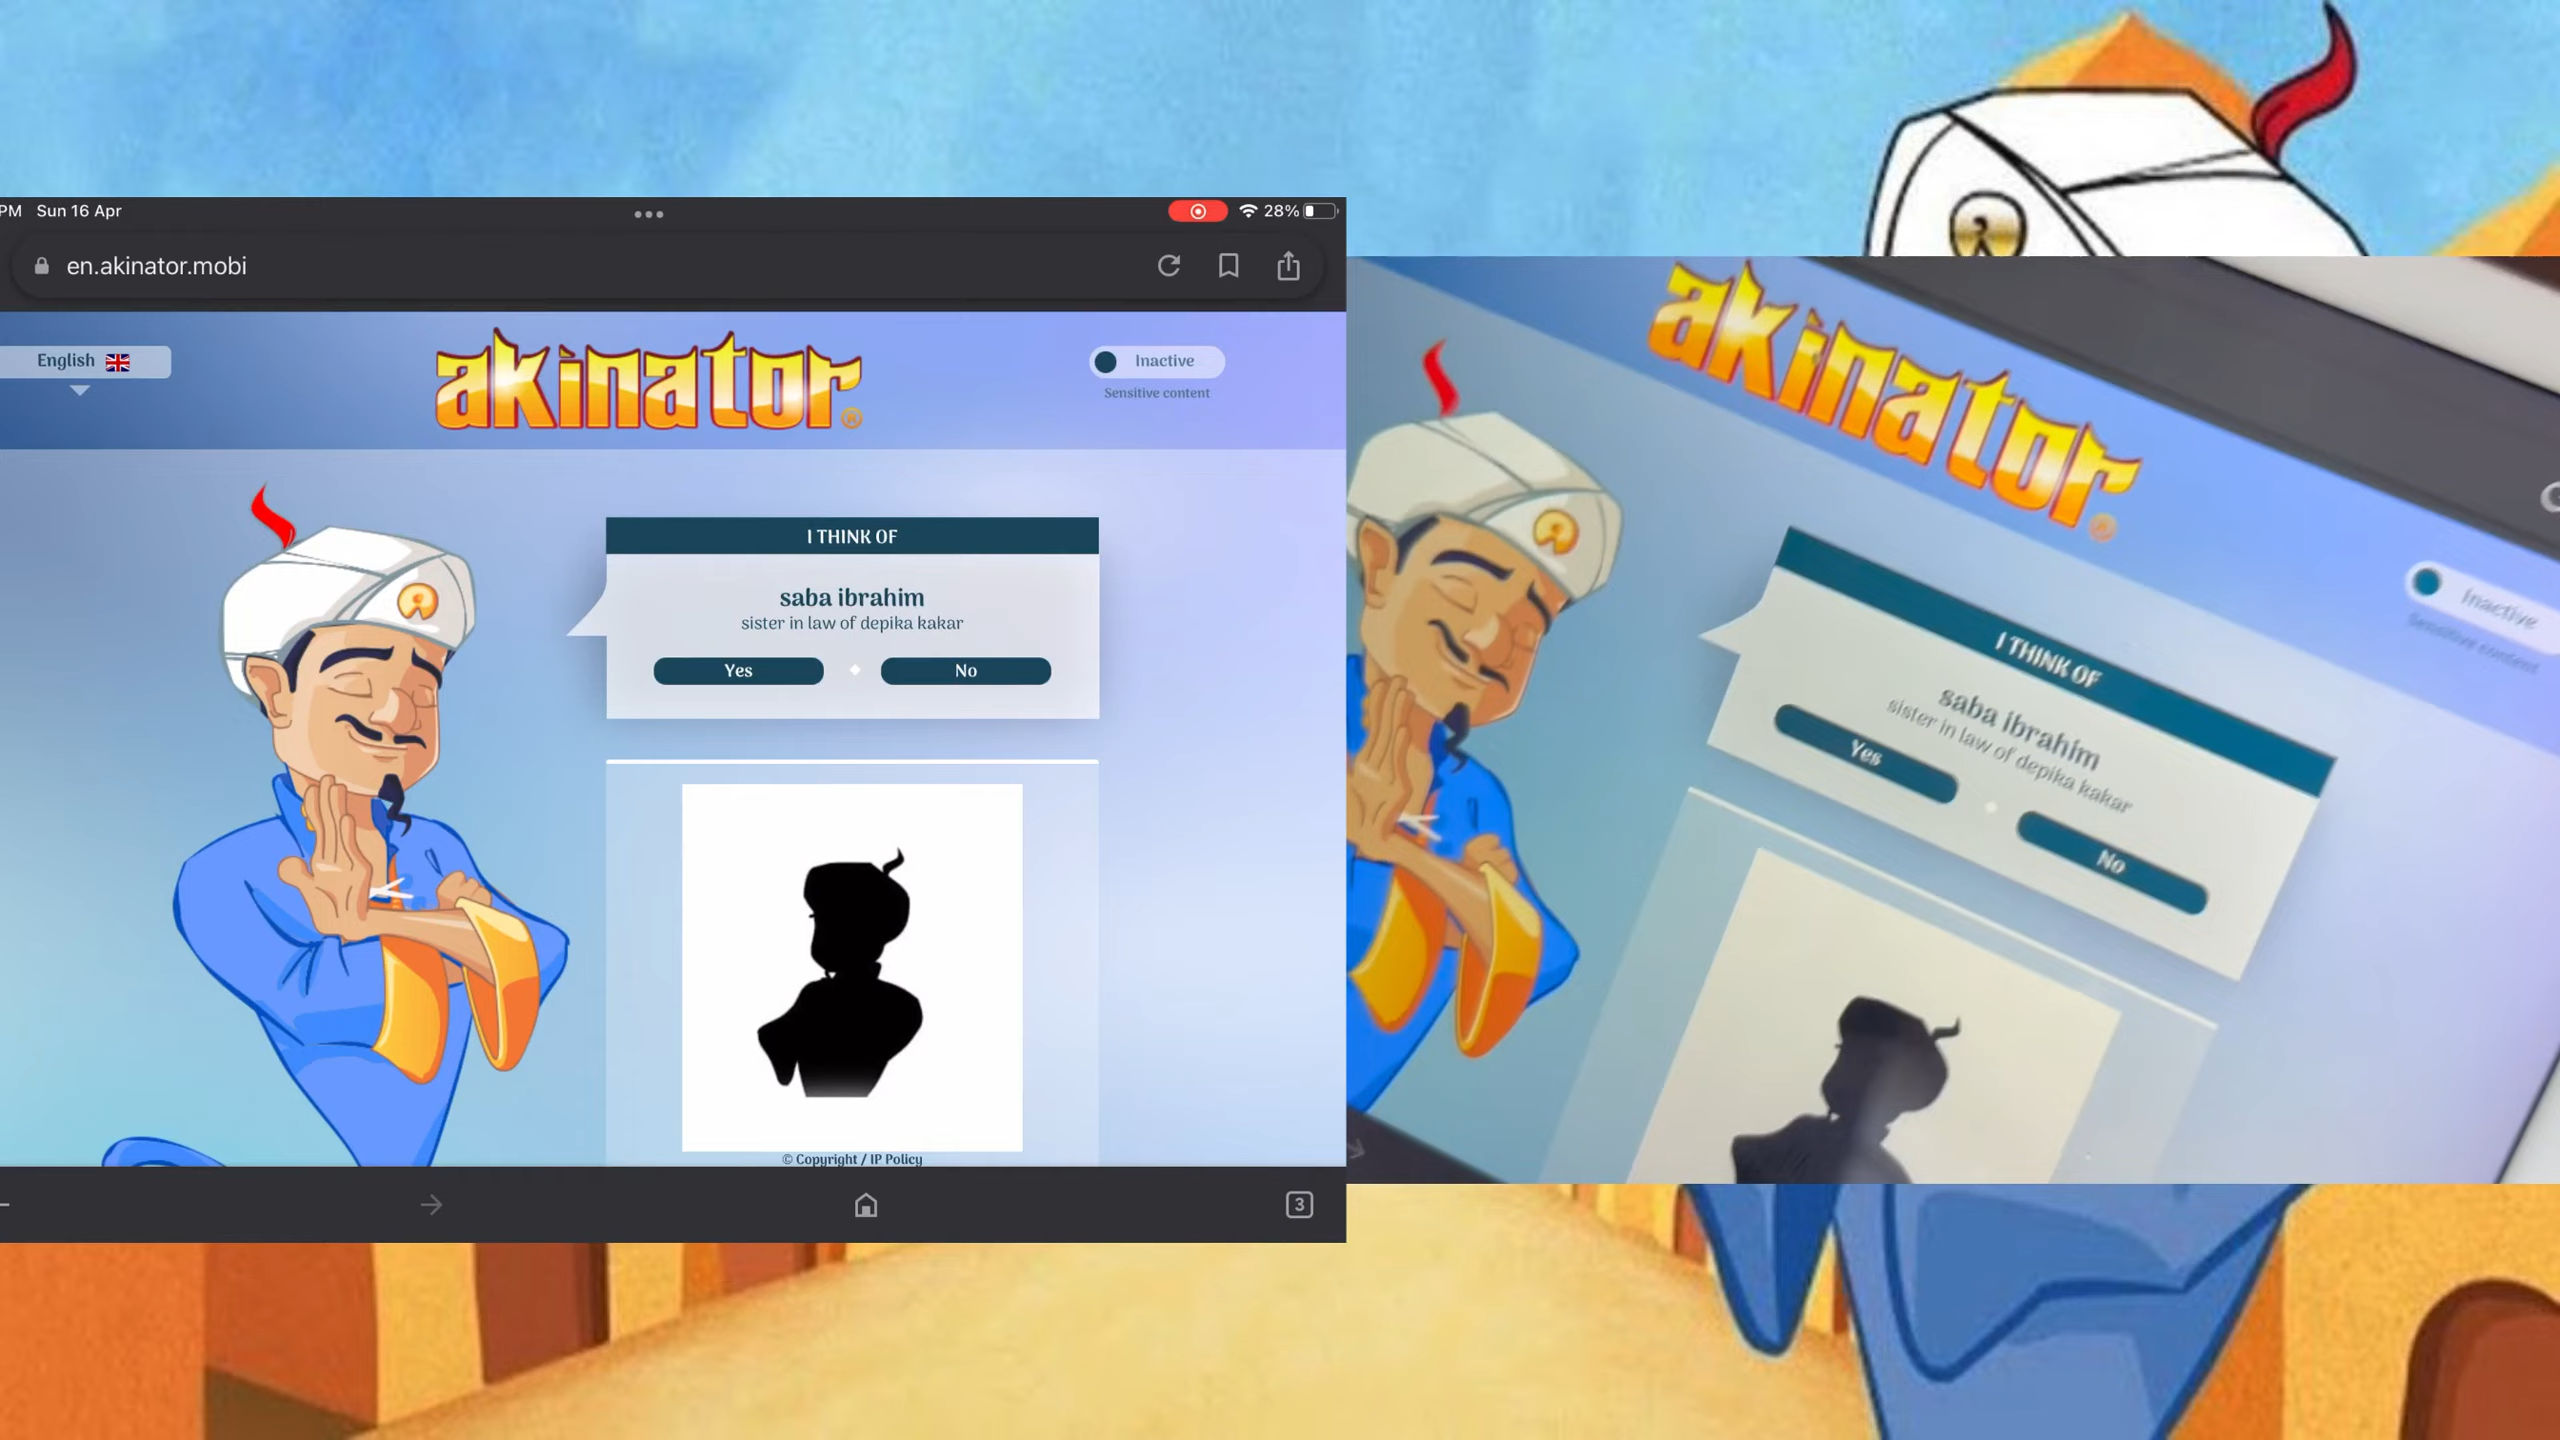 PM Sun 16 Apr
28%
en.akinator.mobi
English
akinator®
Inactive
Sensitive content
I THINK OF
saba ibrahim
sister in law of depika kakar
Yes
No
© Copyright / IP Policy
3
akinator®
Inactive
Sensitive content
I THINK OF
saba ibrahim
sister in law of depika kakar
Yes
No